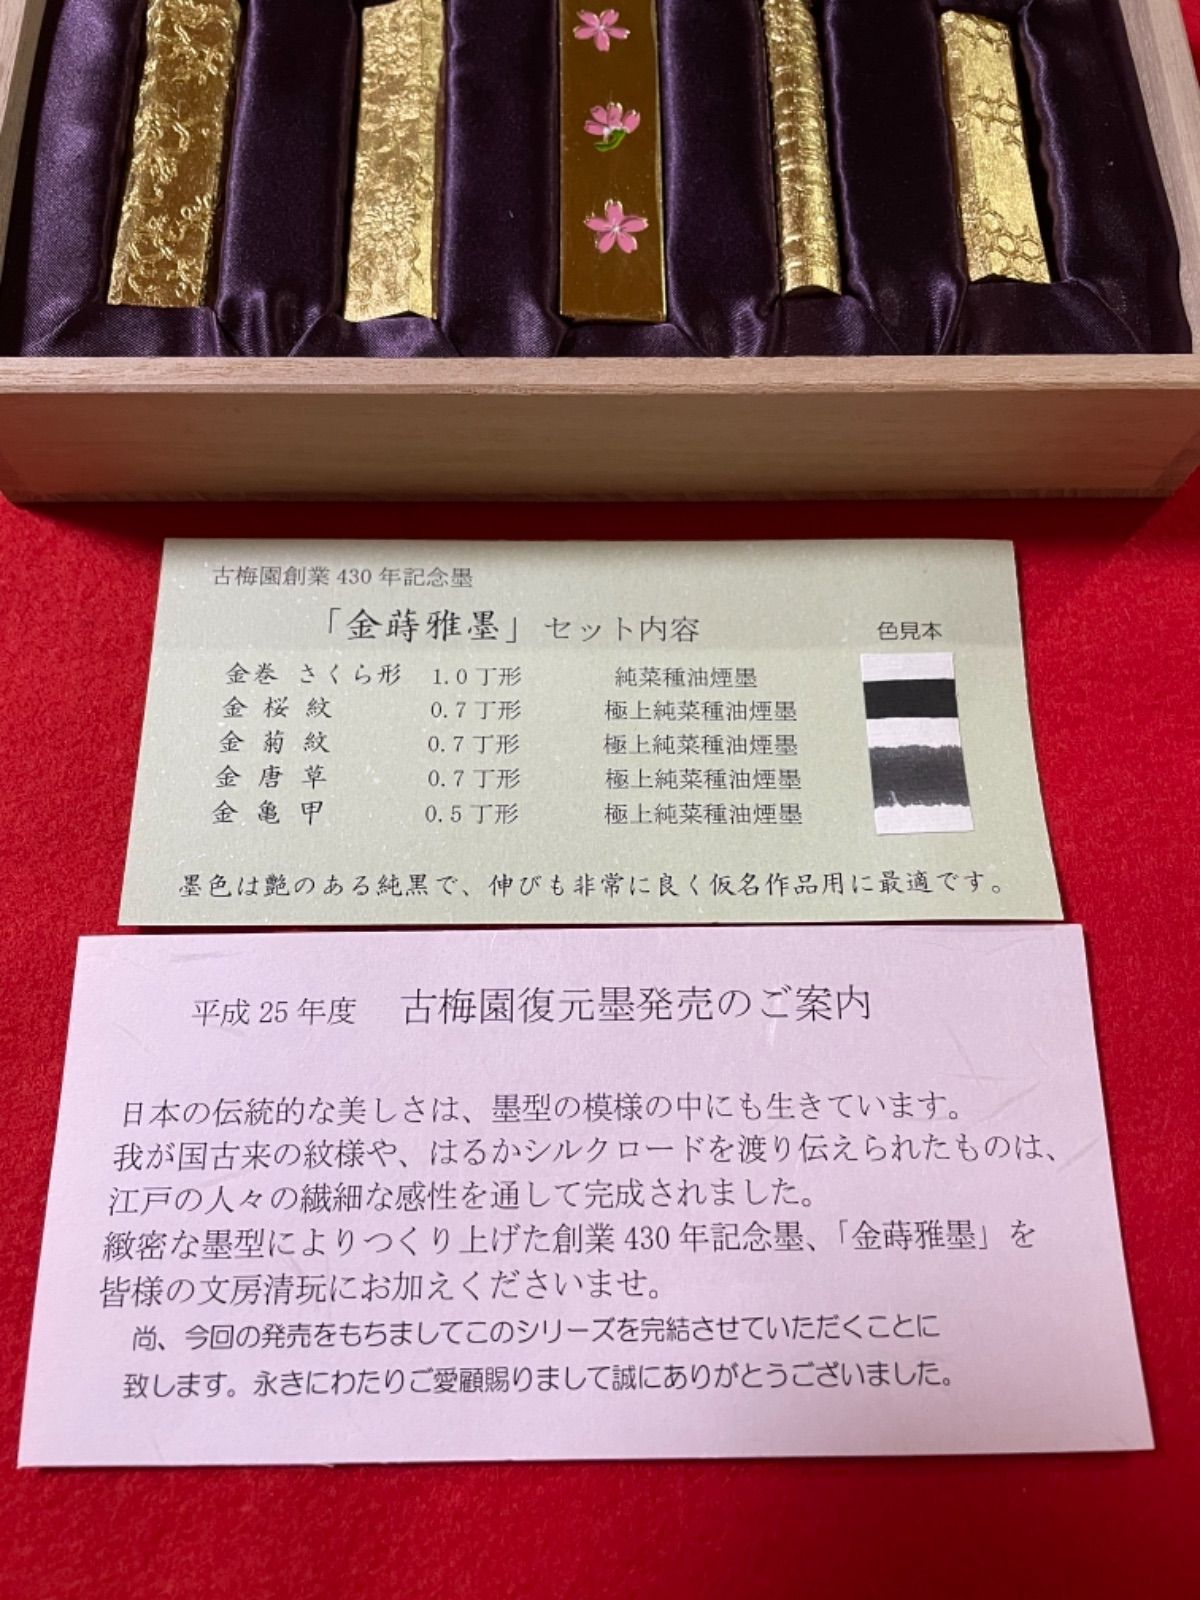 古梅園創業430年記念墨
「金蒔雅墨」セット内容
色見本
金巻 さくら形 1.0丁形 純菜種油煙墨
金桜紋 0.7丁形 極上純菜種油煙墨
金菊紋 0.7丁形 極上純菜種油煙墨
金唐草 0.7丁形 極上純菜種油煙墨
金亀甲 0.5丁形 極上純菜種油煙墨
墨色は艶のある純黒で、伸びも非常に良く仮名作品用に最適です。
平成25年度 古梅園復元墨発売のご案内
日本の伝統的な美しさは、墨型の模様の中にも生きています。
我が国古来の紋様や、はるかシルクロードを渡り伝えられたものは、
江戸の人々の繊細な感性を通して完成されました。
緻密な墨型によりつくり上げた創業430年記念墨、「金蒔雅墨」を
皆様の文房清玩にお加えくださいませ。
尚、今回の発売をもちましてこのシリーズを完結させていただくことに
致します。永きにわたりご愛顧賜りまして誠にありがとうございました。